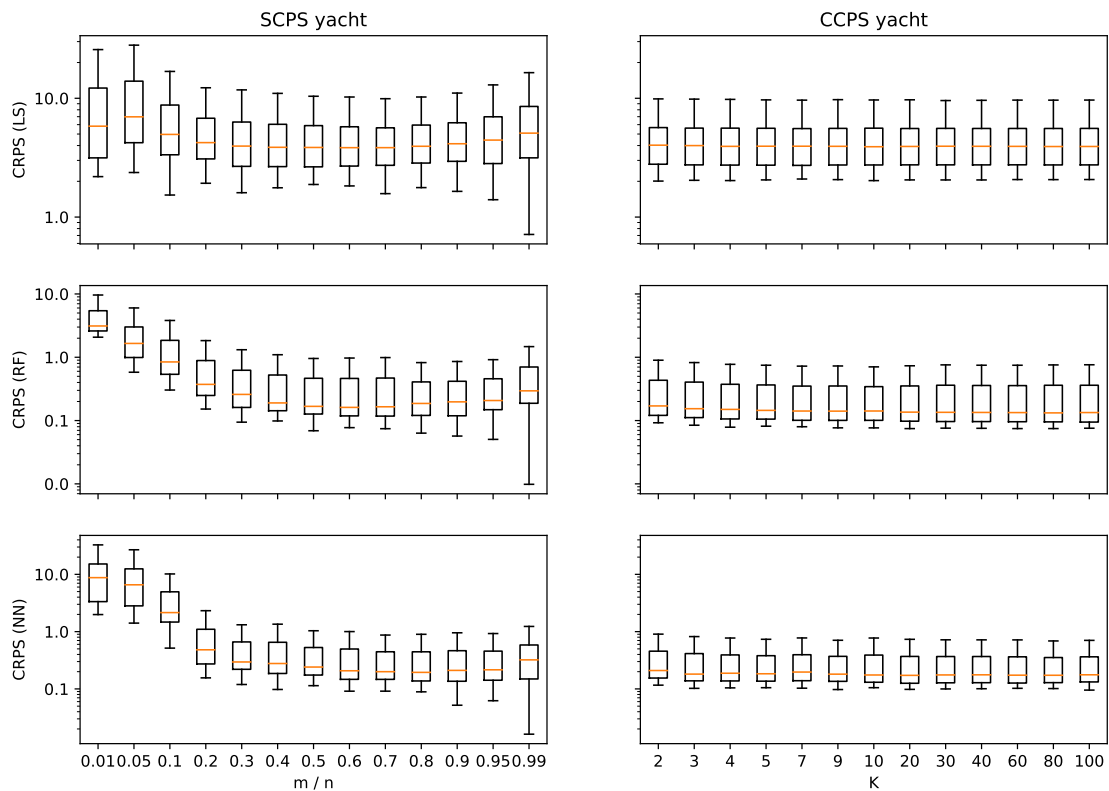 SCPS yacht
CCPS yacht
CRPS (LS)
10.0
1.0
CRPS (RF)
10.0
1.0
0.1
0.0
CRPS (NN)
10.0
1.0
0.1
0.01 0.05 0.1 0.2 0.3 0.4 0.5 0.6 0.7 0.8 0.9 0.95 0.99
m / n
2 3 4 5 7 9 10 20 30 40 60 80 100
K